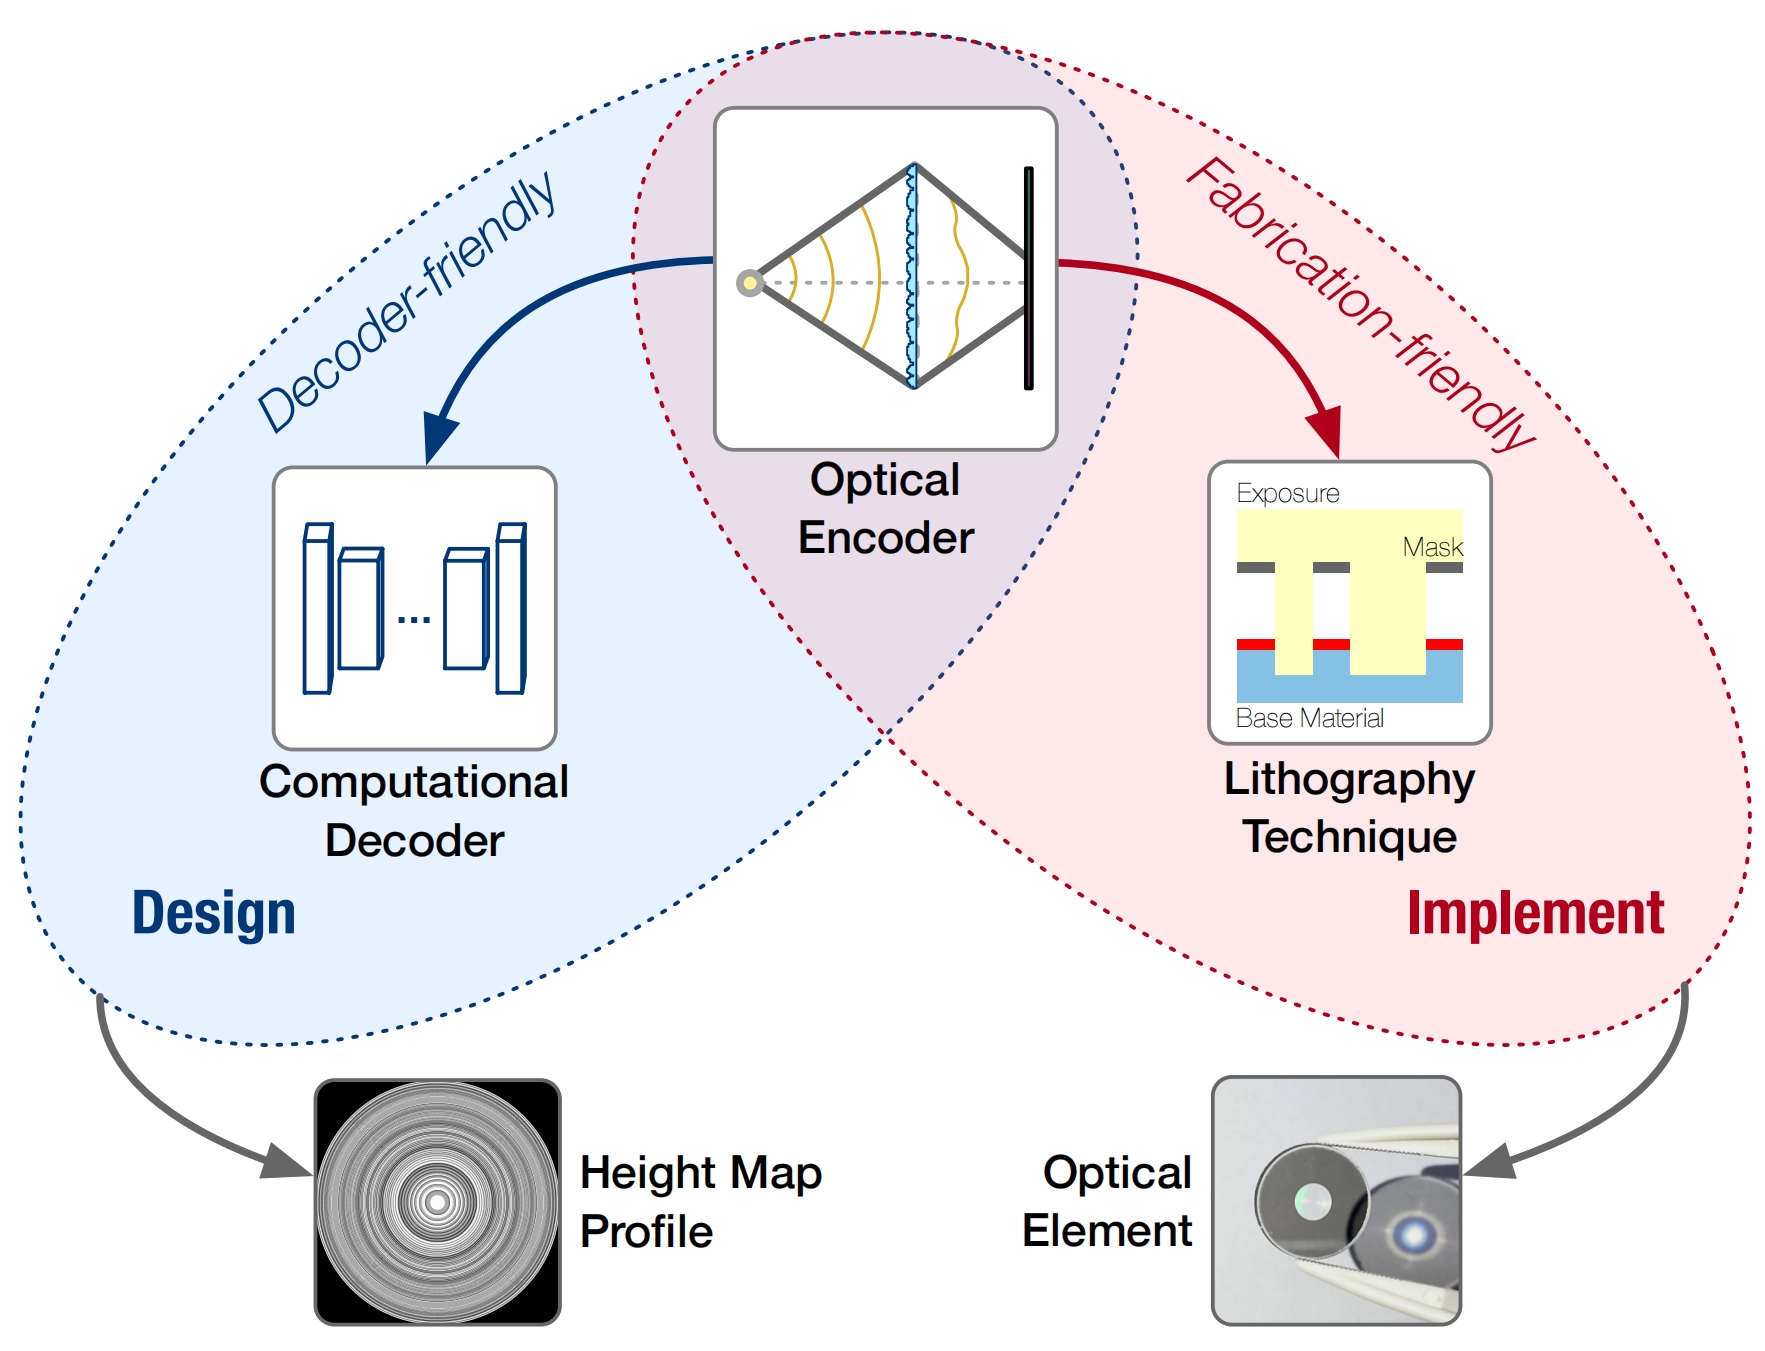 Decoder-friendly
Fabrication-friendly
Optical
Encoder
Exposure
Mask
Base Material
...
Computational
Decoder
Lithography
Technique
Design
Implement
Height Map
Profile
Optical
Element